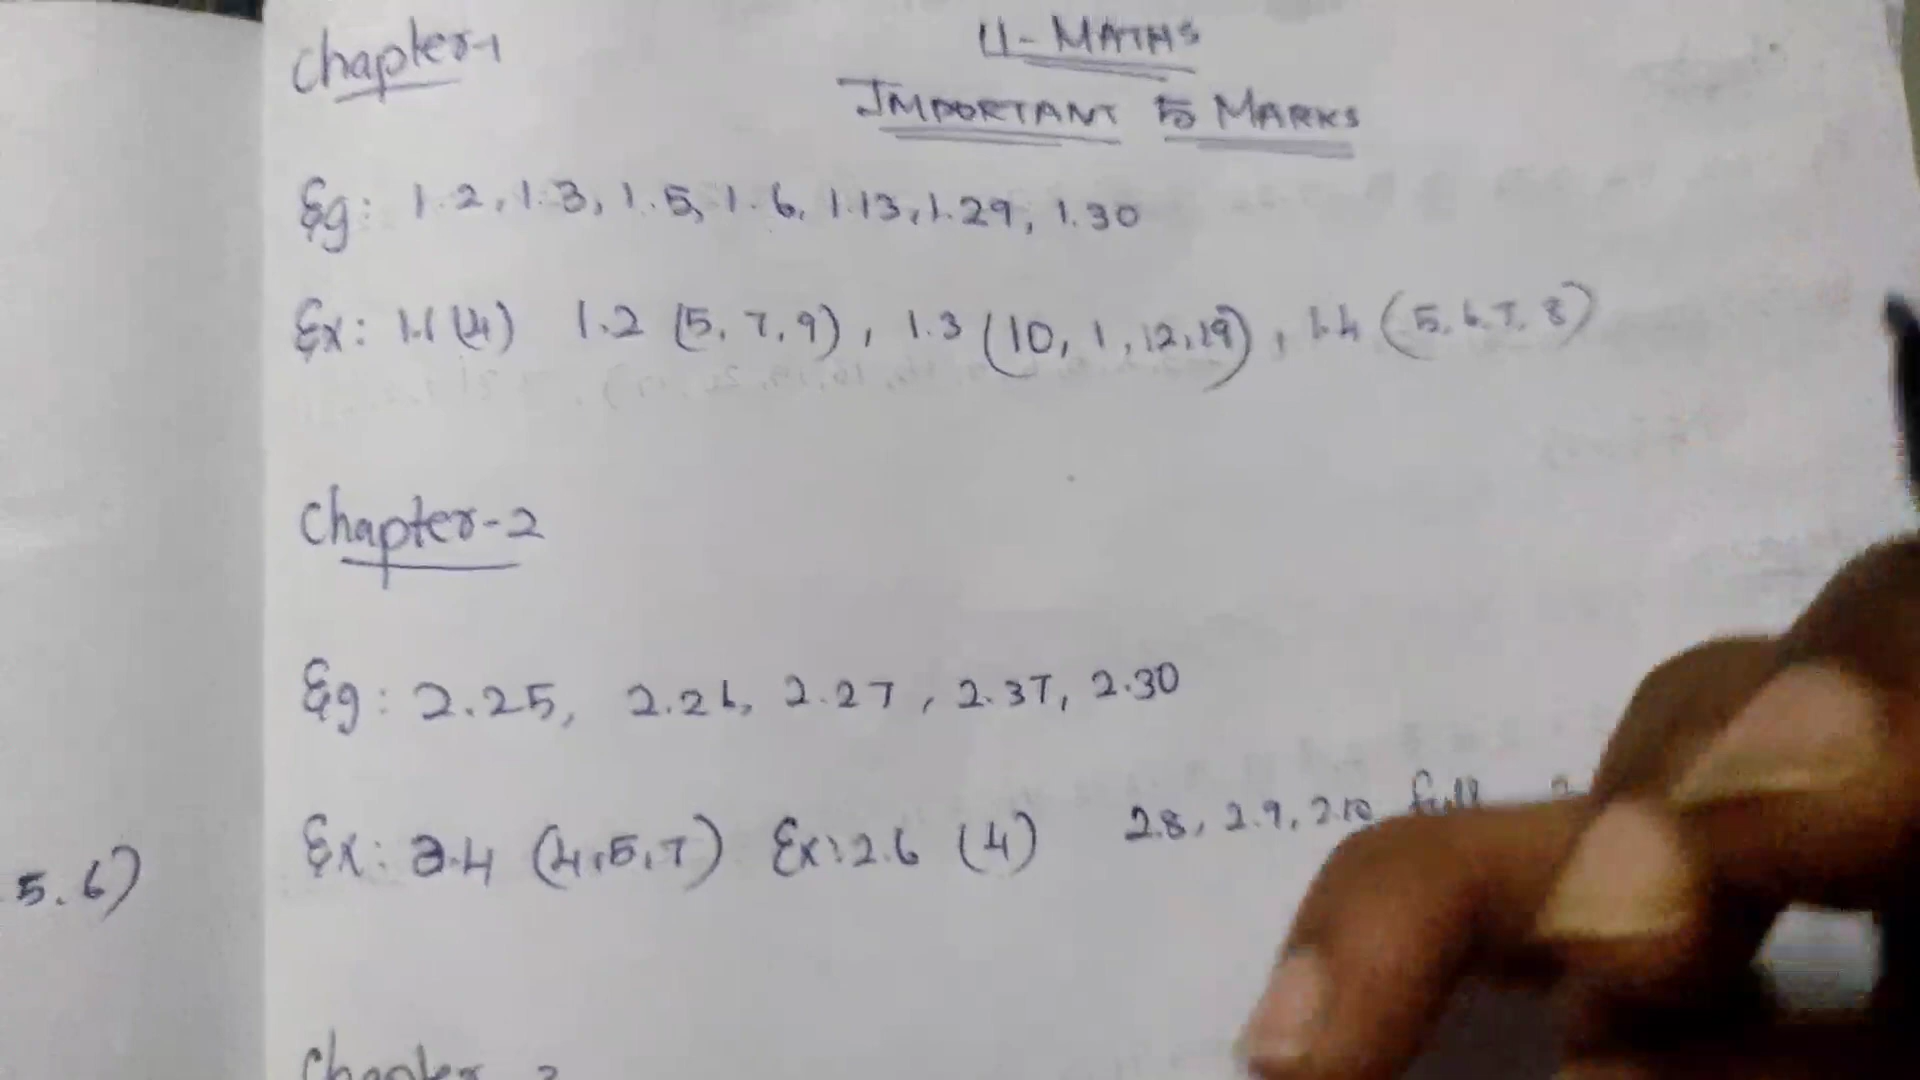 Chapter-1
11-MATHS
IMPORTANT 5 MARKS
Eg: 1.2, 1.3, 1.5, 1.6, 1.13, 1.29, 1.30
Ex: 1.1 (4) 1.2 (5, 7, 9), 1.3 (10, 1, 12, 19), 1.4 (5, 6, 7, 8)
Chapter-2
Eg: 2.25, 2.26, 2.27, 2.37, 2.30
Ex: 2.4 (4, 5, 7) Ex: 2.6 (4) 2.8, 2.9, 2.10 full
5.6)
Chapter